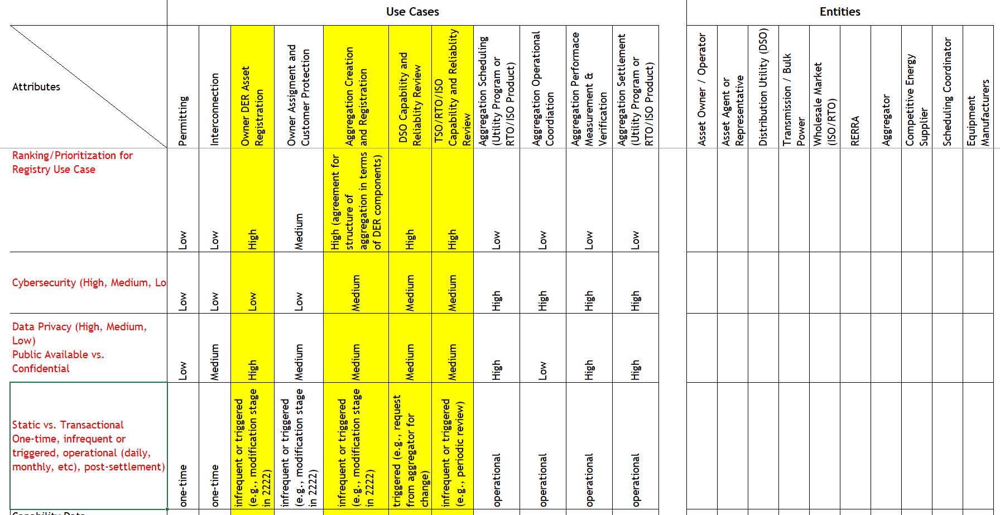 Use Cases
Entities
Attributes
Permitting
Interconnection
Owner DER Asset
Registration
Owner Assigment and
Customer Protection
Aggregation Creation
and Registration
DSO Capability and
Reliablity Review
TSO/RTO/ISO
Capability and Reliablity
Review
Aggregation Scheduling
(Utility Program or
RTO/ISO Product)
Aggregation Operational
Coordiation
Aggregation Performace
Measurement &
Verification
Aggregation Settlement
(Utility Program or
RTO/ISO Product)
Asset Owner / Operator
Asset Agent or
Representative
Distribution Utility (DSO)
Transmission / Bulk
Power
Wholesale Market
(ISO/RTO)
RERRA
Aggregator
Competitive Energy
Supplier
Scheduling Coordinator
Equipment
Manufacturers
Ranking/Prioritization for
Registry Use Case
Low
Low
High
Medium
High (agreement for
structure of
aggregation in terms
of DER components)
High
High
Low
Low
Low
Low
Cybersecurity (High, Medium, Lo
Low
Low
Low
Low
Medium
Medium
Medium
High
High
High
High
Data Privacy (High, Medium,
Low)
Public Available vs.
Confidential
Low
Medium
High
Medium
Medium
Medium
Medium
High
Low
High
High
Static vs. Transactional
One-time, infrequent or
triggered, operational (daily,
monthly, etc), post-settlement)
one-time
one-time
infrequent or triggered
(e.g., modification stage
in 2222)
infrequent or triggered
(e.g., modification stage
in 2222)
infrequent or triggered
(e.g., modification stage
in 2222)
triggered (e.g., request
from aggregator for
change)
infrequent or triggered
(e.g., periodic review)
operational
operational
operational
operational
Capability Data